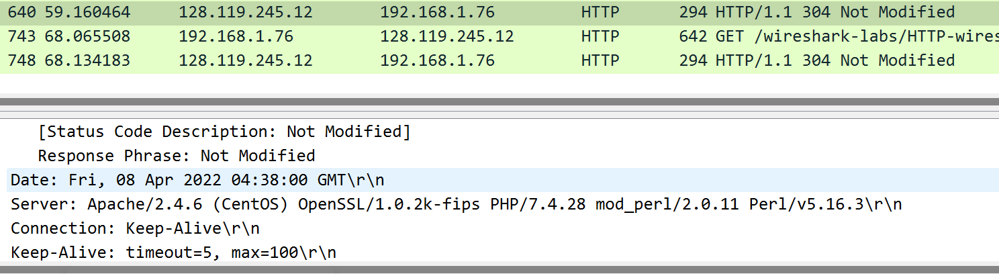 640 59.160464 128.119.245.12 192.168.1.76 HTTP 294 HTTP/1.1 304 Not Modified
743 68.065508 192.168.1.76 128.119.245.12 HTTP 642 GET /wireshark-labs/HTTP-wires
748 68.134183 128.119.245.12 192.168.1.76 HTTP 294 HTTP/1.1 304 Not Modified
[Status Code Description: Not Modified]
Response Phrase: Not Modified
Date: Fri, 08 Apr 2022 04:38:00 GMT\r\n
Server: Apache/2.4.6 (CentOS) OpenSSL/1.0.2k-fips PHP/7.4.28 mod_perl/2.0.11 Perl/v5.16.3\r\n
Connection: Keep-Alive\r\n
Keep-Alive: timeout=5, max=100\r\n